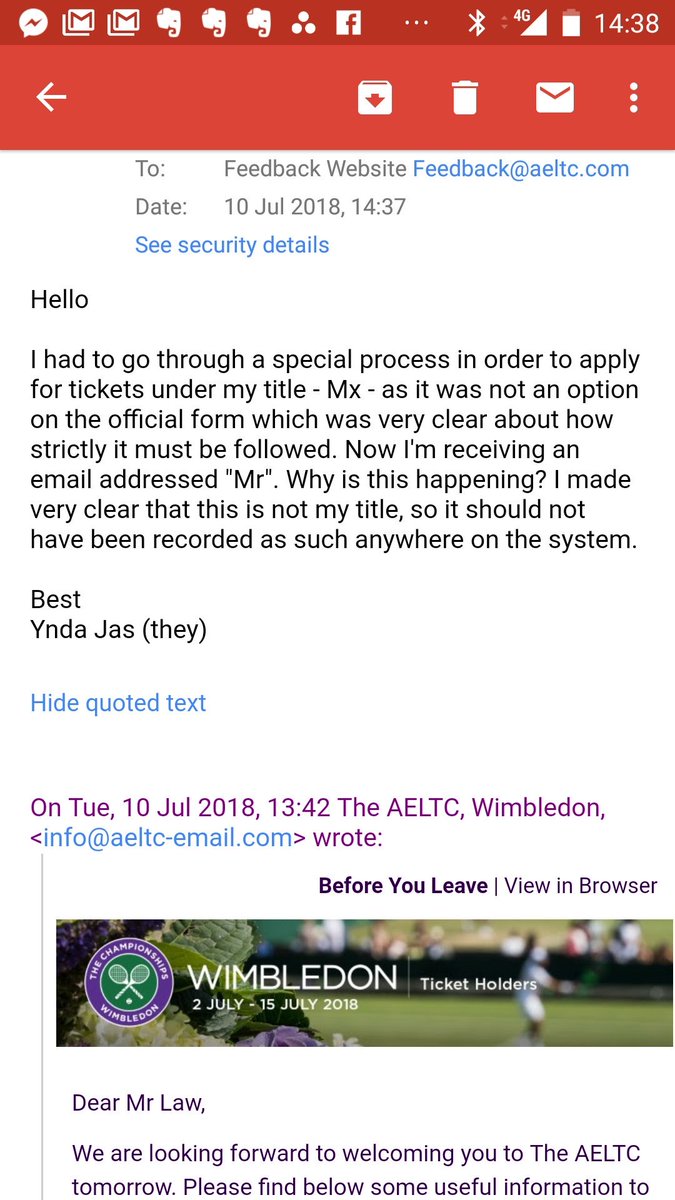 4G 14:38
To: Feedback Website Feedback@aeltc.com
Date: 10 Jul 2018, 14:37
See security details
Hello
I had to go through a special process in order to apply
for tickets under my title - Mx - as it was not an option
on the official form which was very clear about how
strictly it must be followed. Now I'm receiving an
email addressed "Mr". Why is this happening? I made
very clear that this is not my title, so it should not
have been recorded as such anywhere on the system.
Best
Ynda Jas (they)
Hide quoted text
On Tue, 10 Jul 2018, 13:42 The AELTC, Wimbledon,
<info@aeltc-email.com> wrote:
Before You Leave | View in Browser
THE CHAMPIONSHIPS
WIMBLEDON
WIMBLEDON
2 JULY - 15 JULY 2018
Ticket Holders
Dear Mr Law,
We are looking forward to welcoming you to The AELTC
tomorrow. Please find below some useful information to